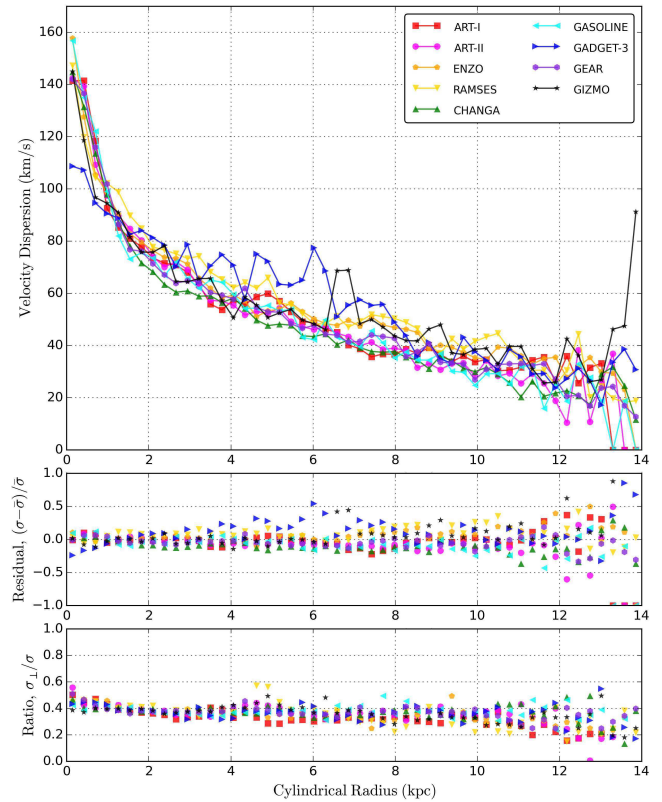 160
140
120
100
80
60
40
20
0
Velocity Dispersion (km/s)
ART-I
ART-II
ENZO
RAMSES
CHANGA
GASOLINE
GADGET-3
GEAR
GIZMO
0 2 4 6 8 10 12 14
1.0
0.5
0.0
−0.5
−1.0
Residual, (σ−σ̄)/σ̄
0 2 4 6 8 10 12 14
1.0
0.8
0.6
0.4
0.2
0.0
Ratio, σ⊥/σ
0 2 4 6 8 10 12 14
Cylindrical Radius (kpc)